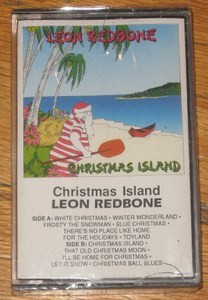 LEON REDBONE
CHRISTMAS ISLAND
Christmas Island
LEON REDBONE
SIDE A: WHITE CHRISTMAS • WINTER WONDERLAND •
FROSTY THE SNOWMAN • BLUE CHRISTMAS •
THERE'S NO PLACE LIKE HOME
FOR THE HOLIDAYS • TOYLAND
SIDE B: CHRISTMAS ISLAND •
THAT OLD CHRISTMAS MOON •
I'LL BE HOME FOR CHRISTMAS •
LET IT SNOW • CHRISTMAS BALL BLUES